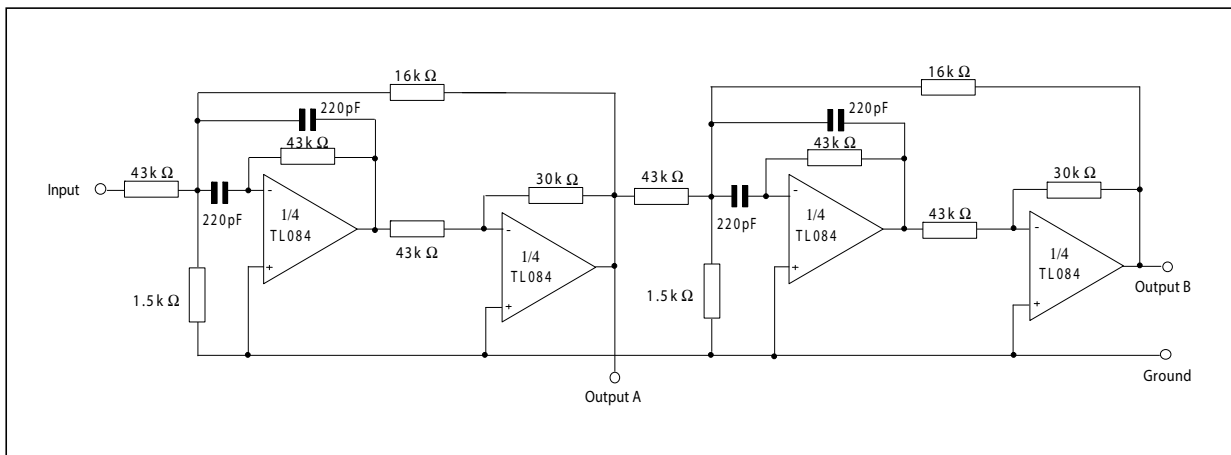 16k Ω
220pF
43k Ω
43k Ω
Input
220pF
-
1/4
TL084
+
1.5k Ω
43k Ω
30k Ω
-
1/4
TL084
+
Output A
16k Ω
220pF
43k Ω
43k Ω
220pF
-
1/4
TL084
+
1.5k Ω
43k Ω
30k Ω
-
1/4
TL084
+
Output B
Ground